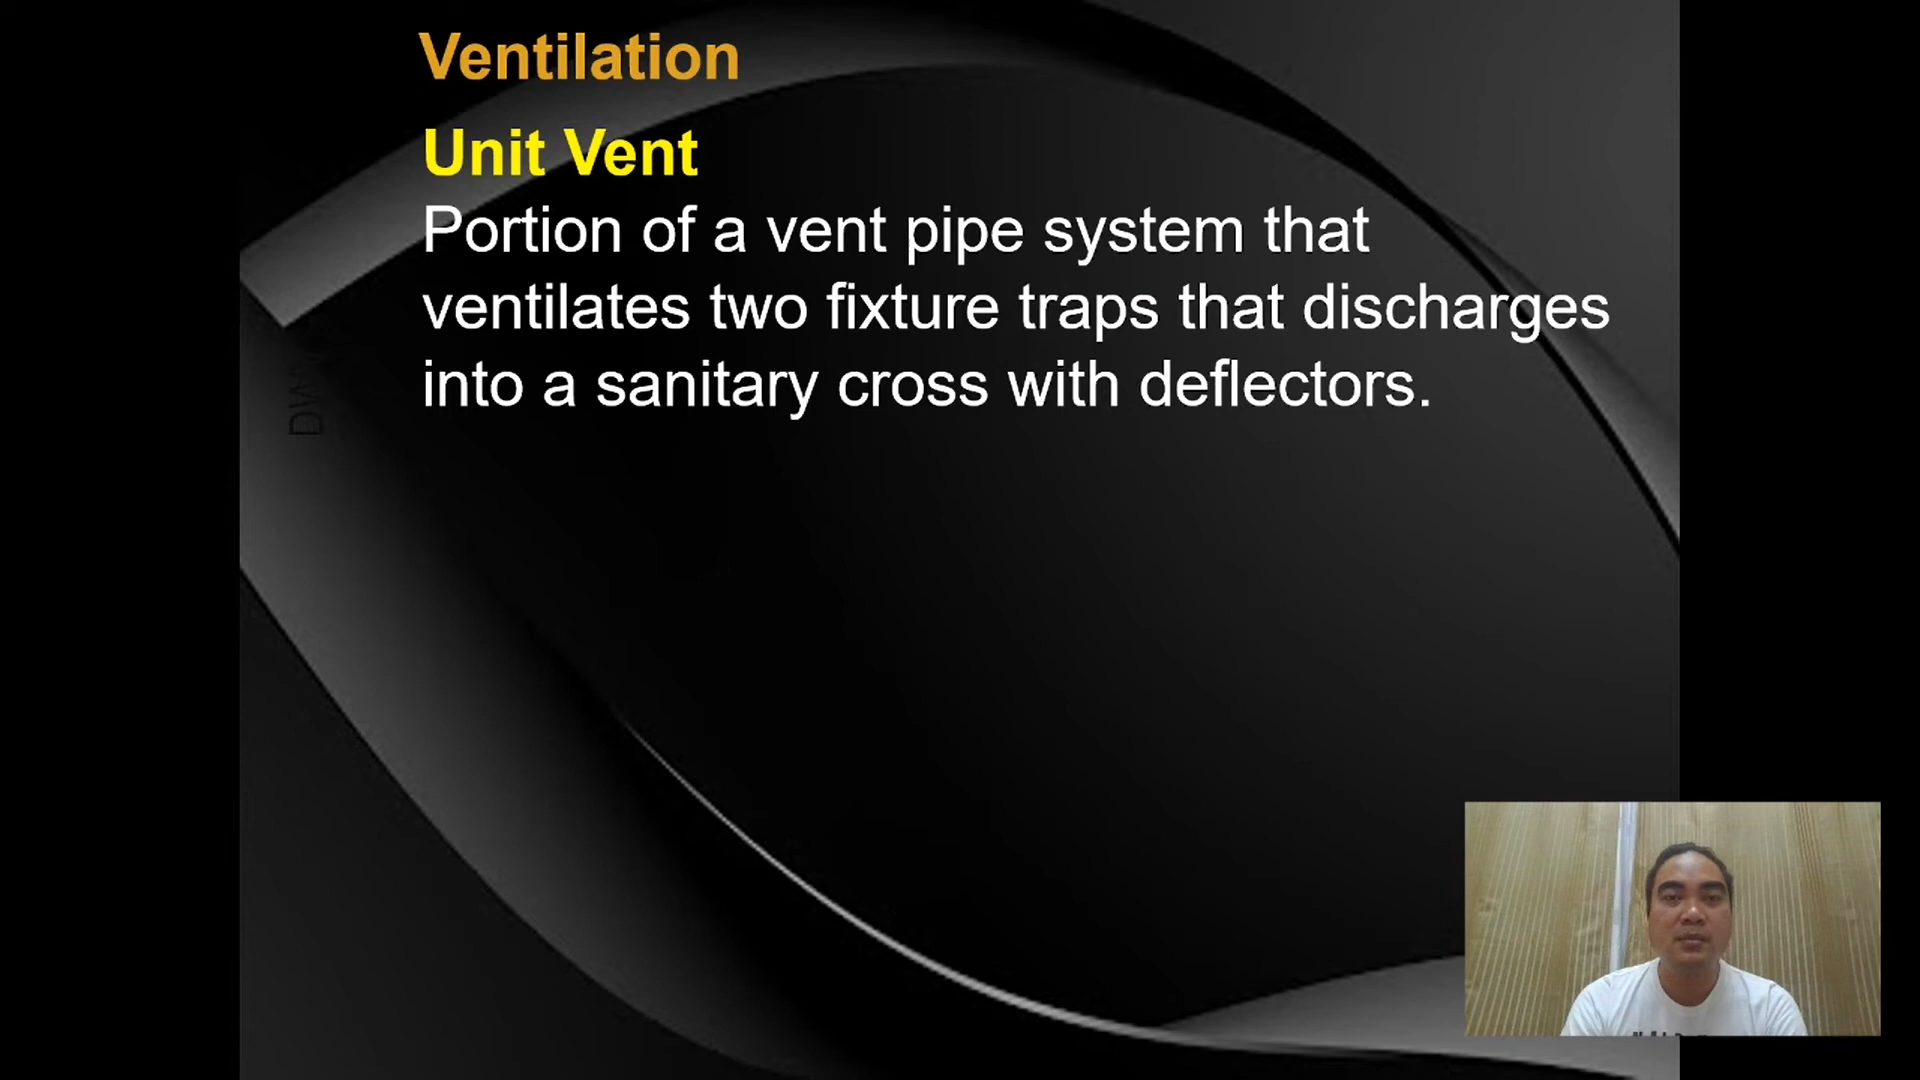 Ventilation
Unit Vent
Portion of a vent pipe system that
ventilates two fixture traps that discharges
into a sanitary cross with deflectors.